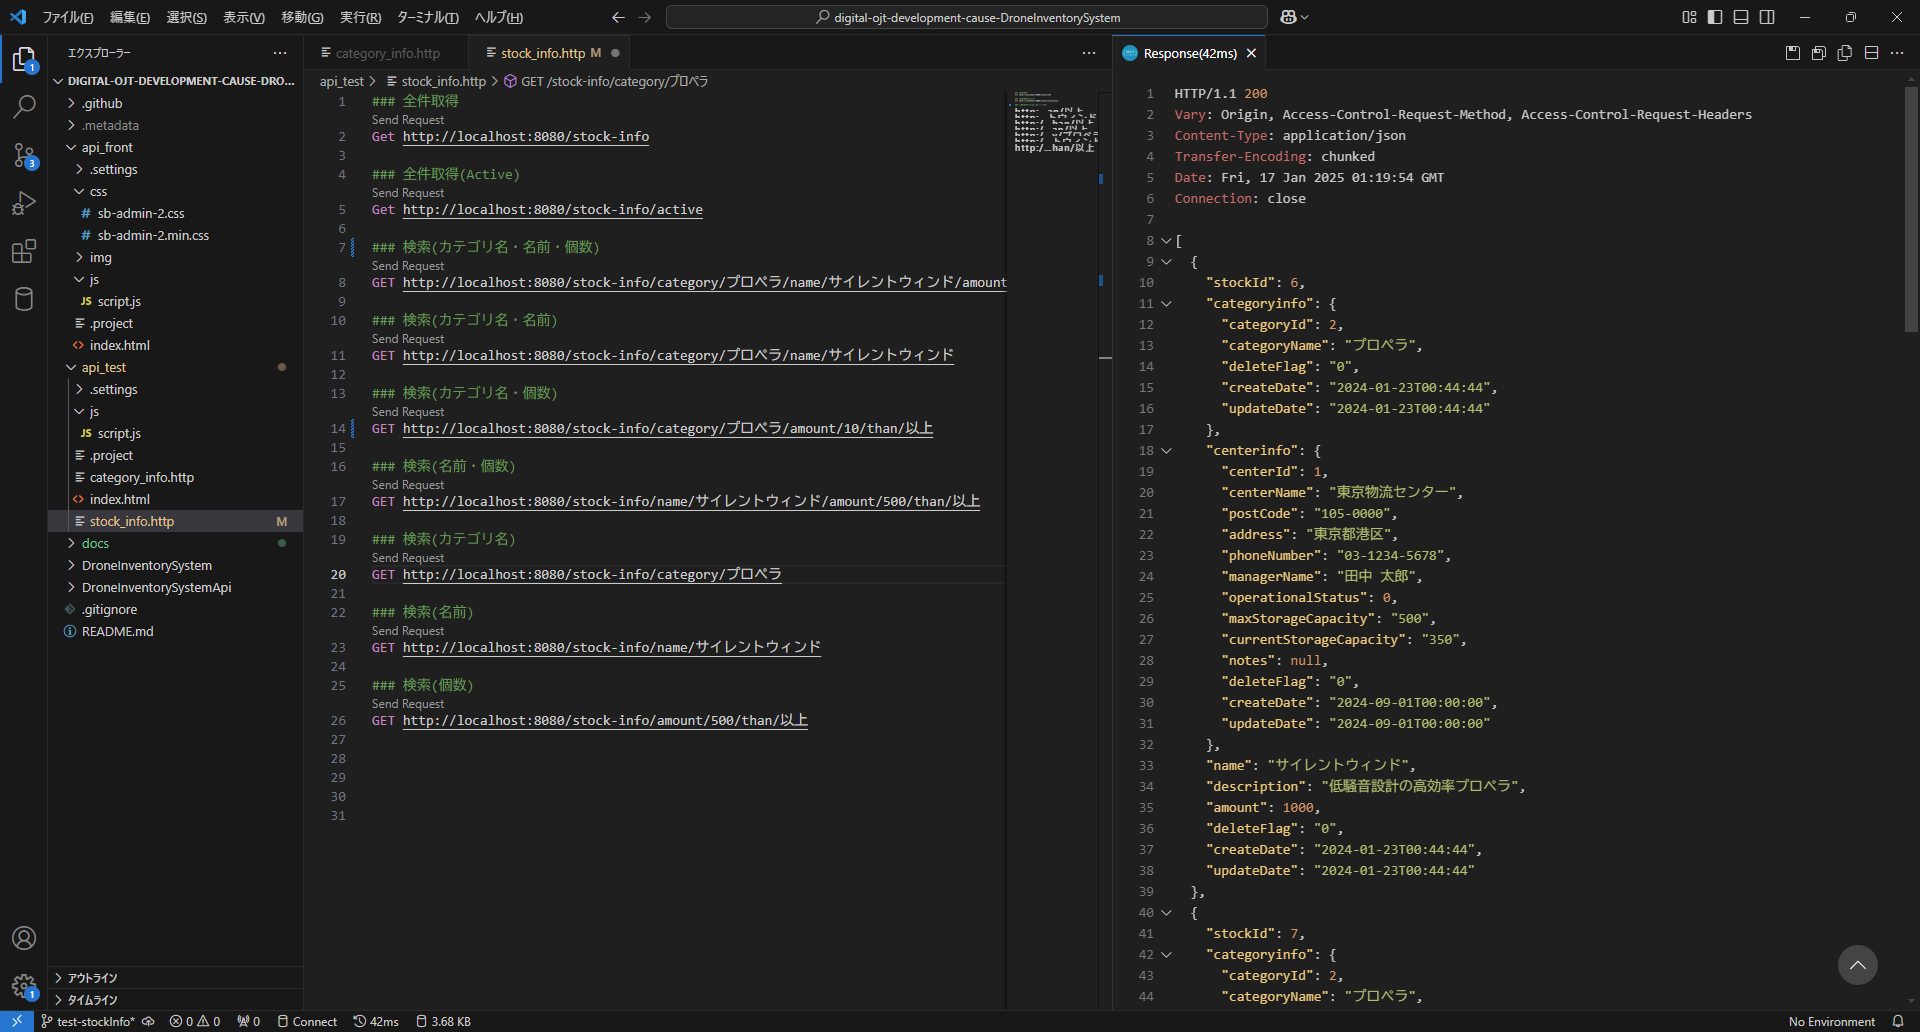 ファイル(F) 編集(E) 選択(S) 表示(V) 移動(G) 実行(R) ターミナル(T) ヘルプ(H)
digital-ojt-development-cause-DroneInventorySystem
エクスプローラー
DIGITAL-OJT-DEVELOPMENT-CAUSE-DRO...
.github
.metadata
api_front
.settings
css
# sb-admin-2.css
# sb-admin-2.min.css
img
js
JS script.js
.project
<> index.html
api_test
.settings
js
JS script.js
.project
category_info.http
<> index.html
stock_info.http M
docs
DroneInventorySystem
DroneInventorySystemApi
.gitignore
README.md
アウトライン
タイムライン
1
3
1
category_info.http
stock_info.http M
api_test > stock_info.http > GET /stock-info/category/プロペラ
1 ### 全件取得
Send Request
2 Get http://localhost:8080/stock-info
3
4 ### 全件取得(Active)
Send Request
5 Get http://localhost:8080/stock-info/active
6
7 ### 検索(カテゴリ名・名前・個数)
Send Request
8 GET http://localhost:8080/stock-info/category/プロペラ/name/サイレントウィンド/amount
9
10 ### 検索(カテゴリ名・名前)
Send Request
11 GET http://localhost:8080/stock-info/category/プロペラ/name/サイレントウィンド
12
13 ### 検索(カテゴリ名・個数)
Send Request
14 GET http://localhost:8080/stock-info/category/プロペラ/amount/10/than/以上
15
16 ### 検索(名前・個数)
Send Request
17 GET http://localhost:8080/stock-info/name/サイレントウィンド/amount/500/than/以上
18
19 ### 検索(カテゴリ名)
Send Request
20 GET http://localhost:8080/stock-info/category/プロペラ
21
22 ### 検索(名前)
Send Request
23 GET http://localhost:8080/stock-info/name/サイレントウィンド
24
25 ### 検索(個数)
Send Request
26 GET http://localhost:8080/stock-info/amount/500/than/以上
27
28
29
30
31
Response(42ms)
1 HTTP/1.1 200
2 Vary: Origin, Access-Control-Request-Method, Access-Control-Request-Headers
3 Content-Type: application/json
4 Transfer-Encoding: chunked
5 Date: Fri, 17 Jan 2025 01:19:54 GMT
6 Connection: close
7
8 [
9 {
10 "stockId": 6,
11 "categoryinfo": {
12 "categoryId": 2,
13 "categoryName": "プロペラ",
14 "deleteFlag": "0",
15 "createDate": "2024-01-23T00:44:44",
16 "updateDate": "2024-01-23T00:44:44"
17 },
18 "centerinfo": {
19 "centerId": 1,
20 "centerName": "東京物流センター",
21 "postCode": "105-0000",
22 "address": "東京都港区",
23 "phoneNumber": "03-1234-5678",
24 "managerName": "田中 太郎",
25 "operationalStatus": 0,
26 "maxStorageCapacity": "500",
27 "currentStorageCapacity": "350",
28 "notes": null,
29 "deleteFlag": "0",
30 "createDate": "2024-09-01T00:00:00",
31 "updateDate": "2024-09-01T00:00:00"
32 },
33 "name": "サイレントウィンド",
34 "description": "低騒音設計の高効率プロペラ",
35 "amount": 1000,
36 "deleteFlag": "0",
37 "createDate": "2024-01-23T00:44:44",
38 "updateDate": "2024-01-23T00:44:44"
39 },
40 {
41 "stockId": 7,
42 "categoryinfo": {
43 "categoryId": 2,
44 "categoryName": "プロペラ",
test-stockInfo* 0 0 0 Connect 42ms 3.68 KB No Environment